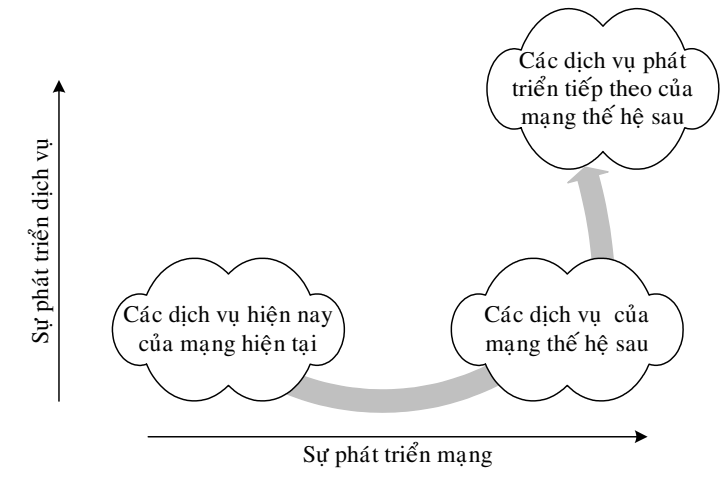 Các dịch vụ phát
triển tiếp theo của
mạng thế hệ sau
Sự phát triển dịch vụ
Các dịch vụ hiện nay
của mạng hiện tại
Các dịch vụ của
mạng thế hệ sau
Sự phát triển mạng